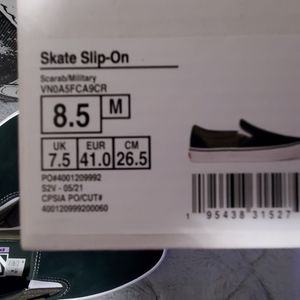 Skate Slip-On
Scarab/Military
VN0A5FCA9CR
8.5 M
UK EUR CM
7.5 41.0 26.5
PO#4001209992
S2V - 05/21
CPSIA PO/CUT#
400120999200060
1 95438 31527